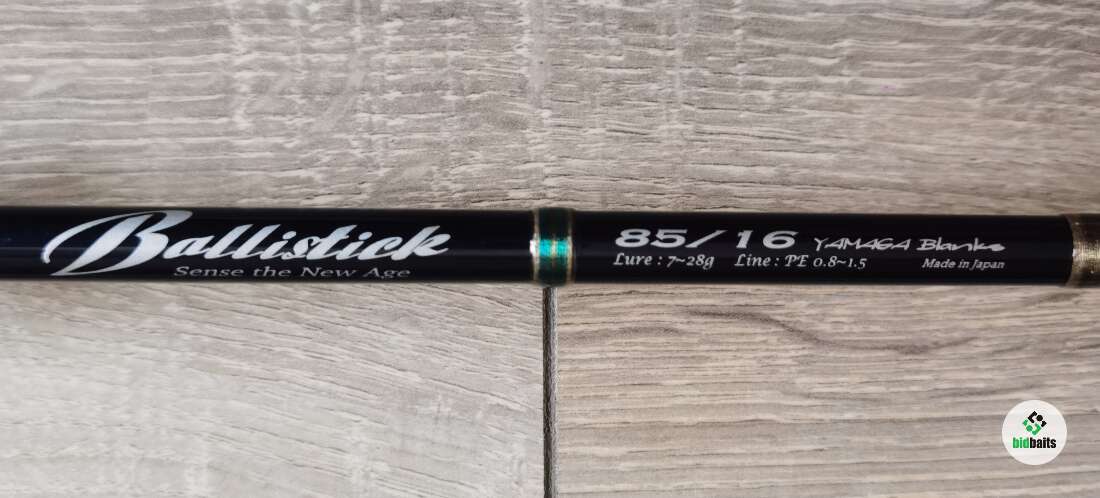 Ballistick
Sense the New Age
85/16 YAMAGA Blanks
Lure : 7~28g Line : PE 0.8~1.5 Made in Japan
bidbaits